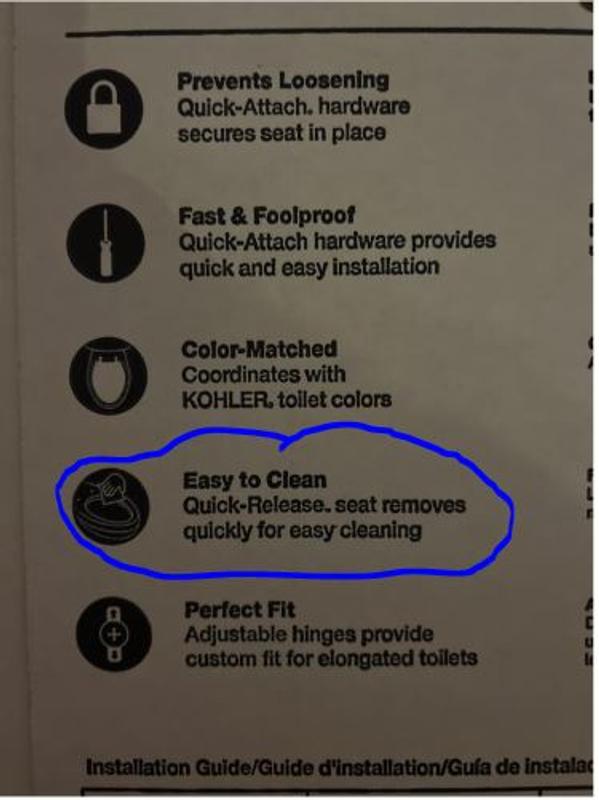 Prevents Loosening
Quick-Attach® hardware
secures seat in place
Fast & Foolproof
Quick-Attach hardware provides
quick and easy installation
Color-Matched
Coordinates with
KOHLER® toilet colors
Easy to Clean
Quick-Release™ seat removes
quickly for easy cleaning
Perfect Fit
Adjustable hinges provide
custom fit for elongated toilets
Installation Guide/Guide d'installation/Guía de instalac